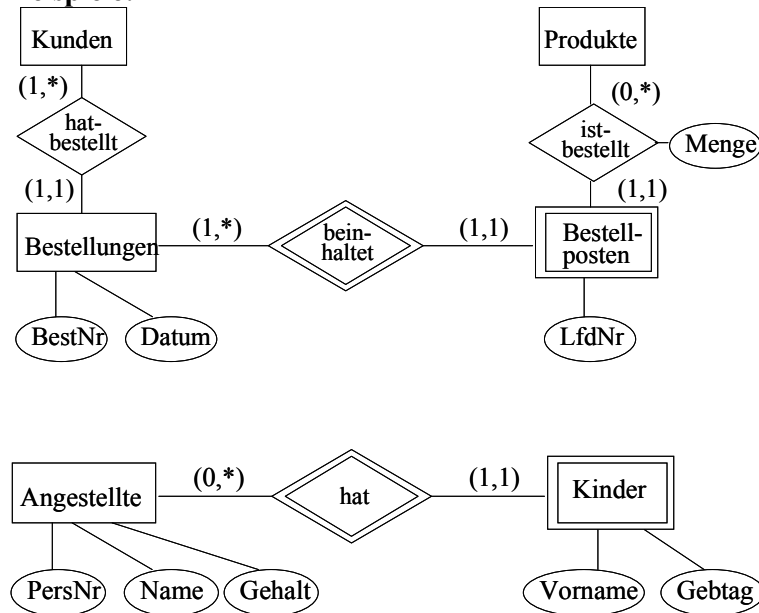 Kunden
Produkte
(1,*)
(0,*)
hat-
bestellt
ist-
bestellt
Menge
(1,1)
(1,1)
Bestellungen
(1,*)
bein-
haltet
(1,1)
Bestell-
posten
BestNr
Datum
LfdNr
Angestellte
(0,*)
hat
(1,1)
Kinder
PersNr
Name
Gehalt
Vorname
Gebtag